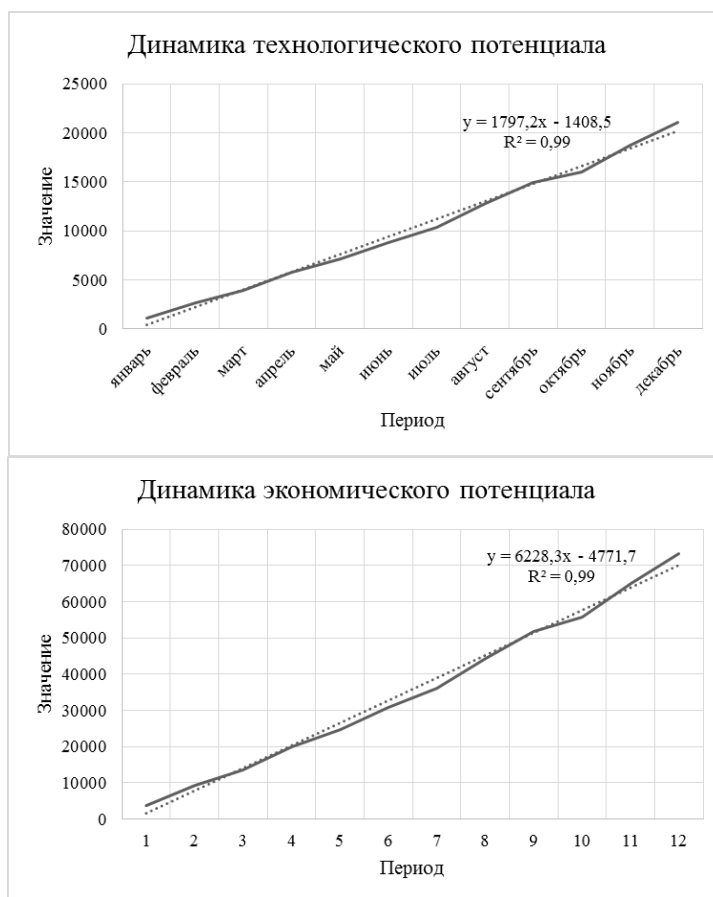 Динамика технологического потенциала
25000
20000
15000
10000
5000
0
y = 1797,2x - 1408,5
R² = 0,99
Значение
январь
февраль
март
апрель
май
июнь
июль
август
сентябрь
октябрь
ноябрь
декабрь
Период
Динамика экономического потенциала
80000
70000
60000
50000
40000
30000
20000
10000
0
y = 6228,3x - 4771,7
R² = 0,99
Значение
1 2 3 4 5 6 7 8 9 10 11 12
Период